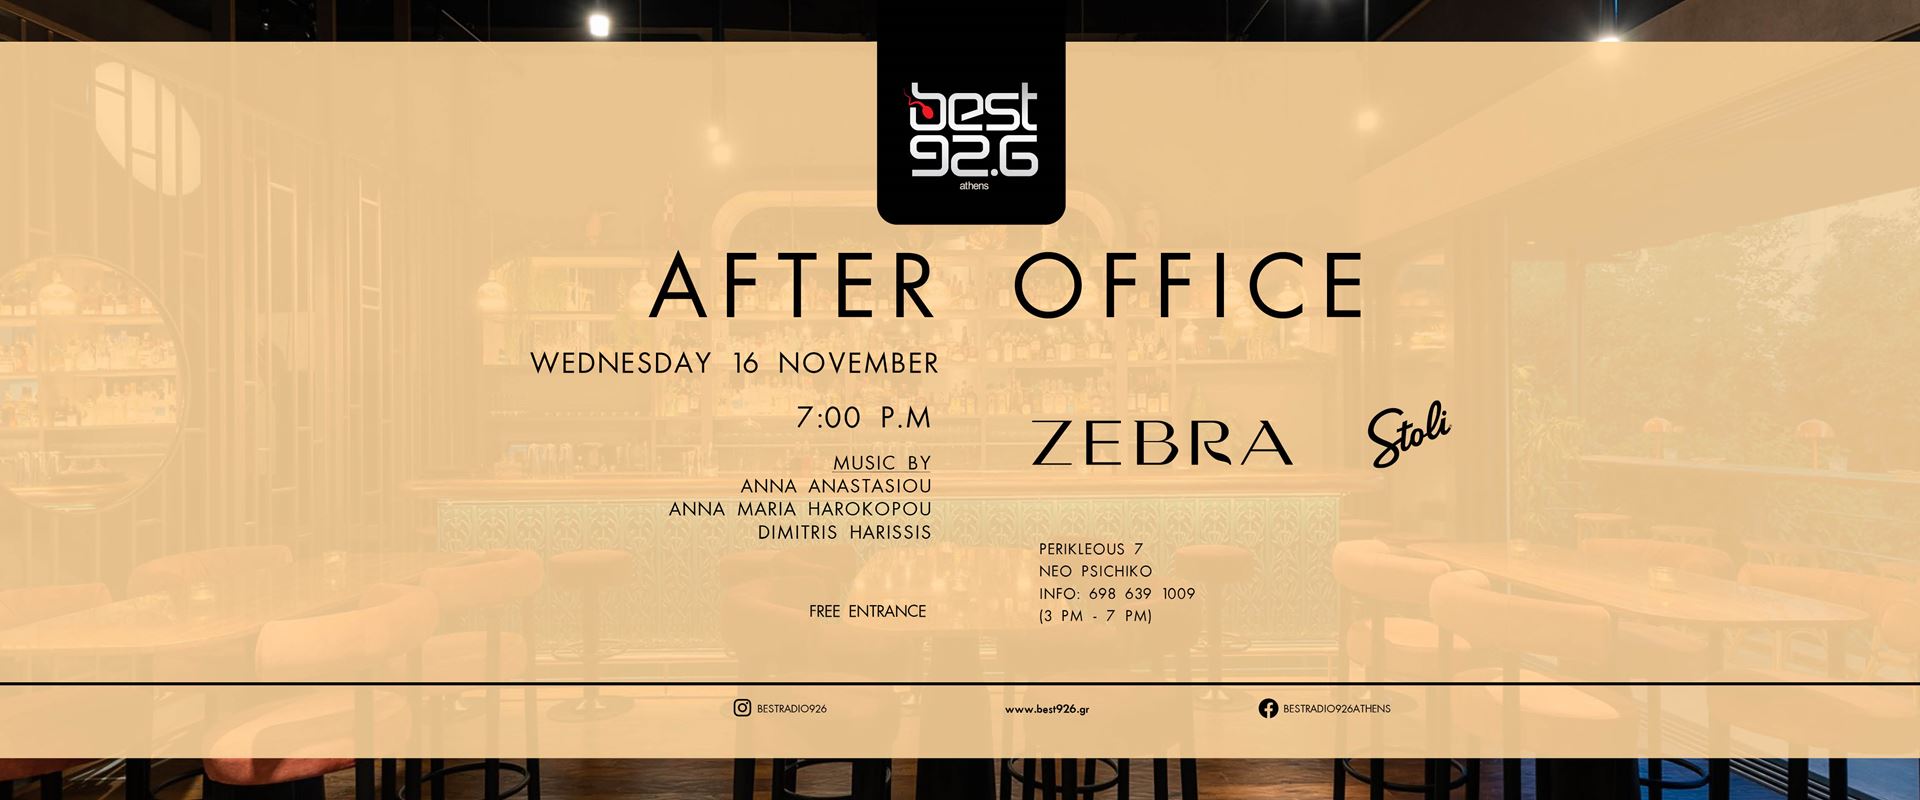 best
92.6
athens
AFTER OFFICE
WEDNESDAY 16 NOVEMBER
7:00 P.M
MUSIC BY
ANNA ANASTASIOU
ANNA MARIA HAROKOPOU
DIMITRIS HARISSIS
FREE ENTRANCE
ZEBRA
Stoli
PERIKLEOUS 7
NEO PSICHIKO
INFO: 698 639 1009
(3 PM - 7 PM)
BESTRADIO926
www.best926.gr
BESTRADIO926ATHENS